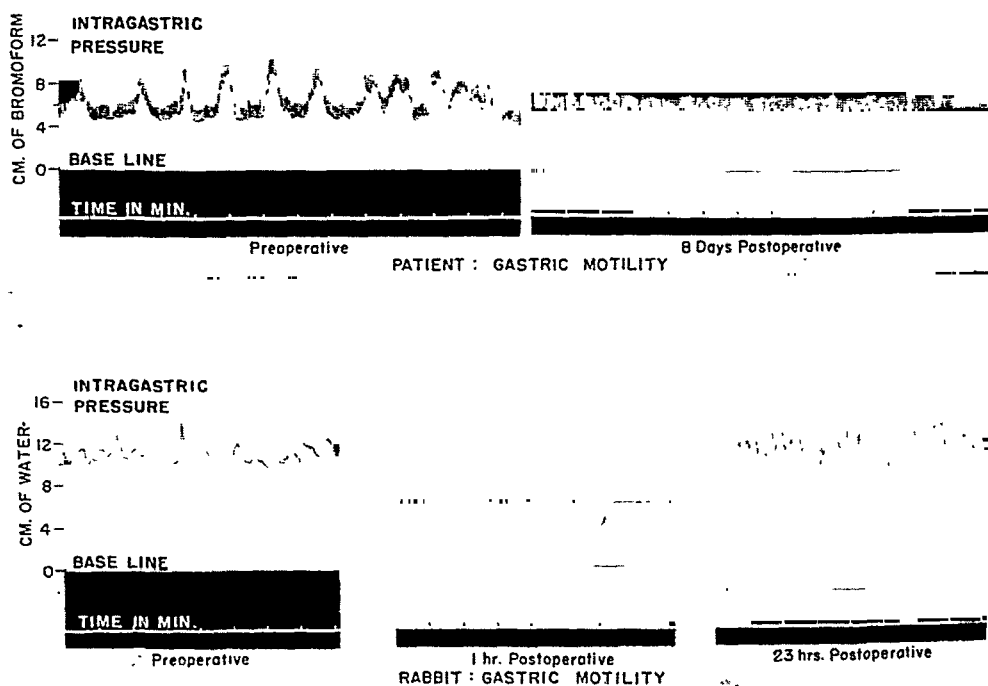 INTRAGASTRIC
PRESSURE
CM. OF BROMOFORM
12
8
4
0
BASE LINE
TIME IN MIN.
Preoperative
8 Days Postoperative
PATIENT : GASTRIC MOTILITY
INTRAGASTRIC
PRESSURE
CM. OF WATER
16
12
8
4
0
BASE LINE
TIME IN MIN.
Preoperative
1 hr. Postoperative
23 hrs. Postoperative
RABBIT : GASTRIC MOTILITY